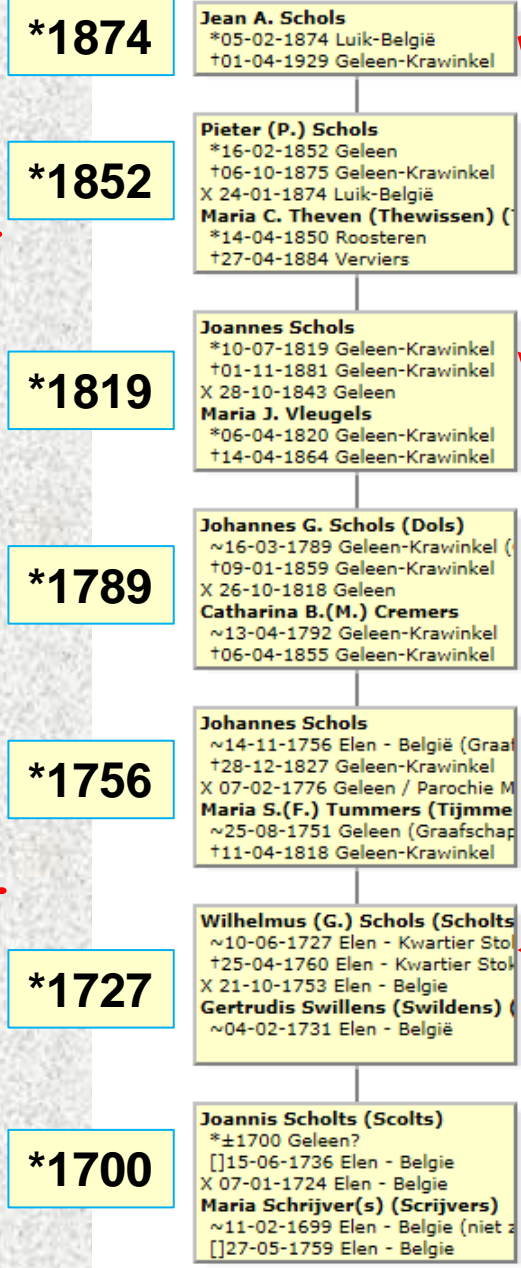 *1874
Jean A. Schols
*05-02-1874 Luik-België
†01-04-1929 Geleen-Krawinkel
*1852
Pieter (P.) Schols
*16-02-1852 Geleen
†06-10-1875 Geleen-Krawinkel
X 24-01-1874 Luik-België
Maria C. Theven (Thewissen) (
*14-04-1850 Roosteren
†27-04-1884 Verviers
*1819
Joannes Schols
*10-07-1819 Geleen-Krawinkel
†01-11-1881 Geleen-Krawinkel
X 28-10-1843 Geleen
Maria J. Vleugels
*06-04-1820 Geleen-Krawinkel
†14-04-1864 Geleen-Krawinkel
*1789
Johannes G. Schols (Dols)
~16-03-1789 Geleen-Krawinkel (
†09-01-1859 Geleen-Krawinkel
X 26-10-1818 Geleen
Catharina B.(M.) Cremers
~13-04-1792 Geleen-Krawinkel
†06-04-1855 Geleen-Krawinkel
*1756
Johannes Schols
~14-11-1756 Elen - België (Graaf
†28-12-1827 Geleen-Krawinkel
X 07-02-1776 Geleen / Parochie M
Maria S.(F.) Tummers (Tijmme
~25-08-1751 Geleen (Graafschap
†11-04-1818 Geleen-Krawinkel
*1727
Wilhelmus (G.) Schols (Scholts
~10-06-1727 Elen - Kwartier Stok
†25-04-1760 Elen - Kwartier Stok
X 21-10-1753 Elen - Belgie
Gertrudis Swillens (Swildens) (
~04-02-1731 Elen - België
*1700
Joannis Scholts (Scolts)
*±1700 Geleen?
[]15-06-1736 Elen - Belgie
X 07-01-1724 Elen - Belgie
Maria Schrijver(s) (Scrijvers)
~11-02-1699 Elen - Belgie (niet
[]27-05-1759 Elen - Belgie